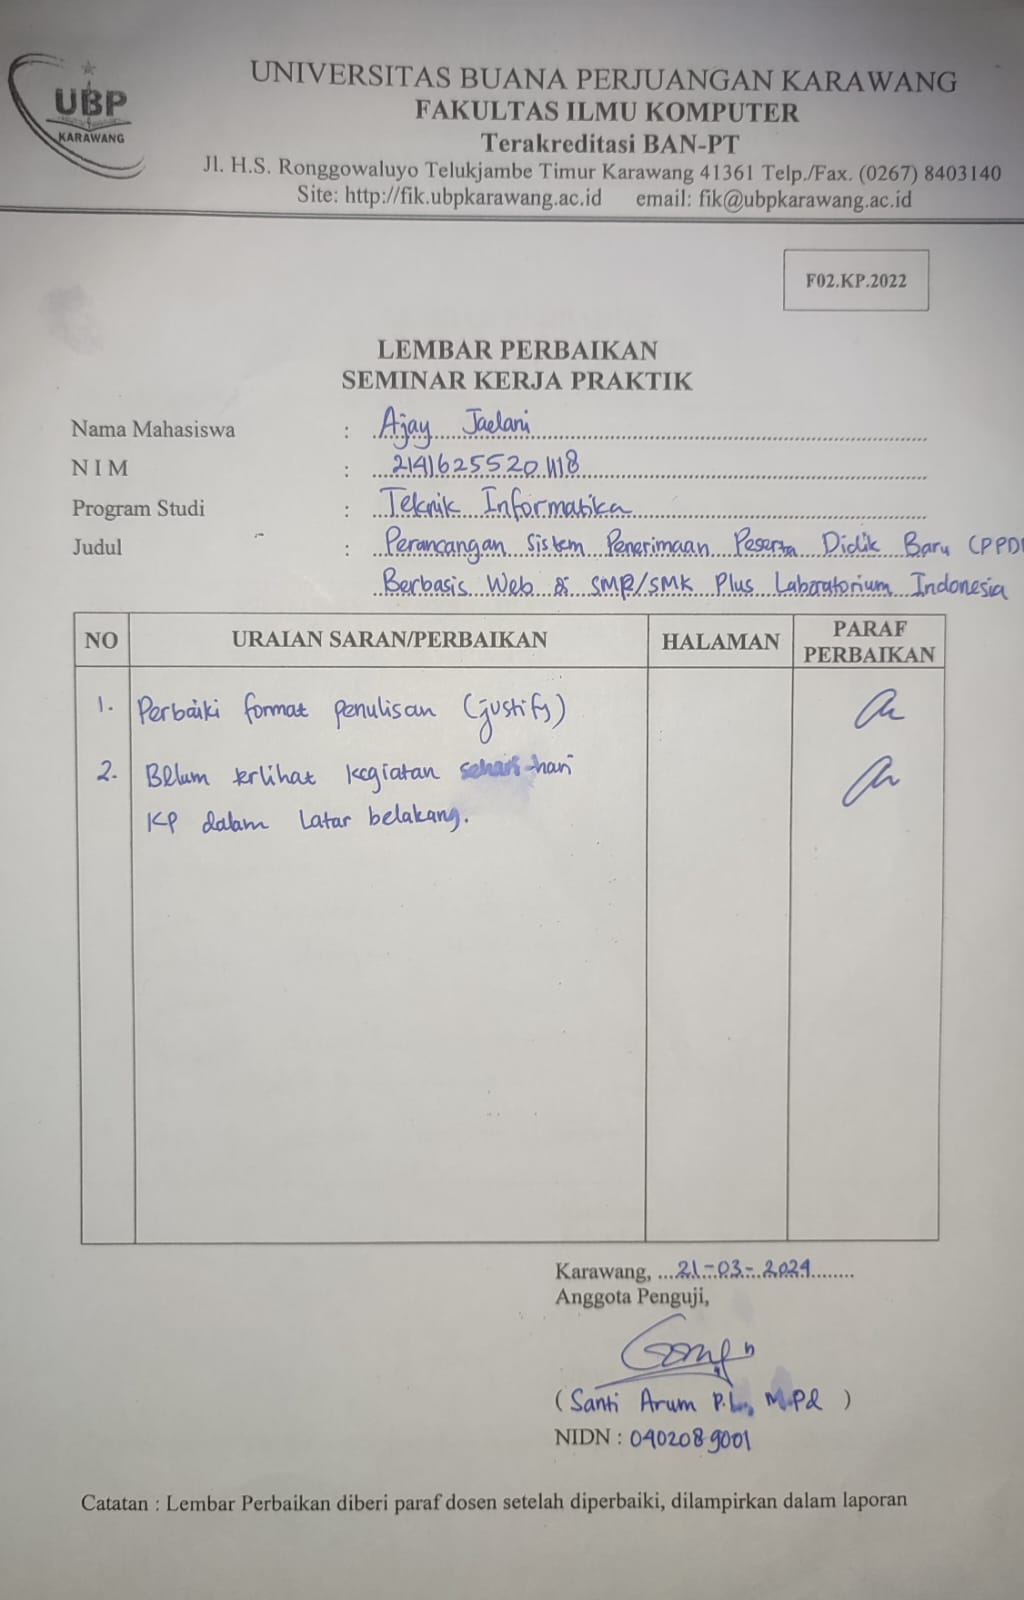 UBP
KARAWANG
UNIVERSITAS BUANA PERJUANGAN KARAWANG
FAKULTAS ILMU KOMPUTER
Terakreditasi BAN-PT
Jl. H.S. Ronggowaluyo Telukjambe Timur Karawang 41361 Telp./Fax. (0267) 8403140
Site: http://fik.ubpkarawang.ac.id email: fik@ubpkarawang.ac.id
F02.KP.2022
LEMBAR PERBAIKAN
SEMINAR KERJA PRAKTIK
Nama Mahasiswa : Ajay Jaelani
N I M : 21416255201118
Program Studi : Teknik Informatika
Judul : Perancangan Sistem Penerimaan Peserta Didik Baru (PPD
Berbasis Web di SMP/SMK Plus Laboratorium Indonesia
NO URAIAN SARAN/PERBAIKAN HALAMAN PARAF PERBAIKAN
1. Perbaiki format penulisan (justify)
2. Belum terlihat kegiatan sehari-hari
KP dalam latar belakang.
Karawang, 21-03-2024
Anggota Penguji,
(Santi Arum P.L., M.Pd)
NIDN : 0402089001
Catatan : Lembar Perbaikan diberi paraf dosen setelah diperbaiki, dilampirkan dalam laporan